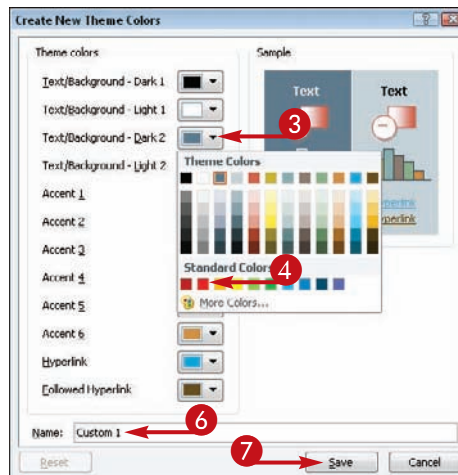 Create New Theme Colors
Theme colors
Sample
Text/Background - Dark 1
Text/Background - Light 1
Text/Background - Dark 2
3
Text/Background - Light 2
Accent 1
Accent 2
Accent 3
Accent 4
Accent 5
Accent 6
Hyperlink
Followed Hyperlink
Text
Text
Theme Colors
Standard Colors
4
More Colors...
Name: Custom 1
6
7
Reset
Save
Cancel